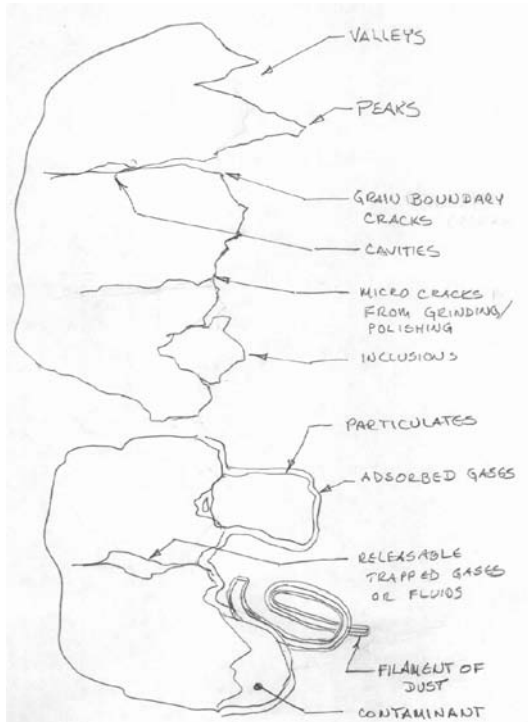 VALLEYS
PEAKS
GRAIN BOUNDARY
CRACKS
CAVITIES
MICRO CRACKS
FROM GRINDING/
POLISHING
INCLUSIONS
PARTICULATES
ADSORBED GASES
RELEASABLE
TRAPPED GASES
OR FLUIDS
FILAMENT OF
DUST
CONTAMINANT